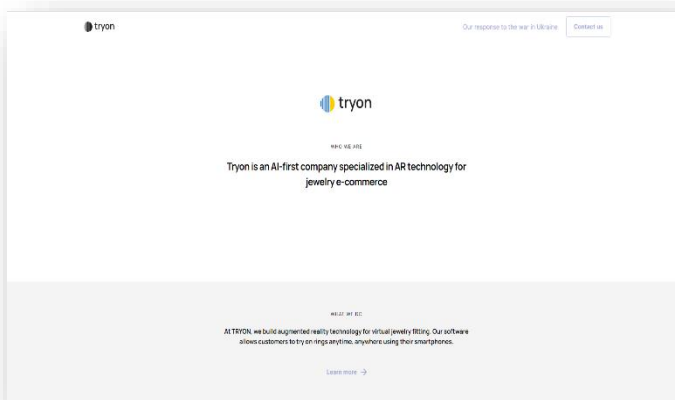 tryon
Our response to the war in Ukraine
Contact us
tryon
WHO WE ARE
Tryon is an AI-first company specialized in AR technology for
jewelry e-commerce
WHAT WE DO
At TRYON, we build augmented reality technology for virtual jewelry fitting. Our software
allows customers to try on rings anytime, anywhere using their smartphones.
Learn more →